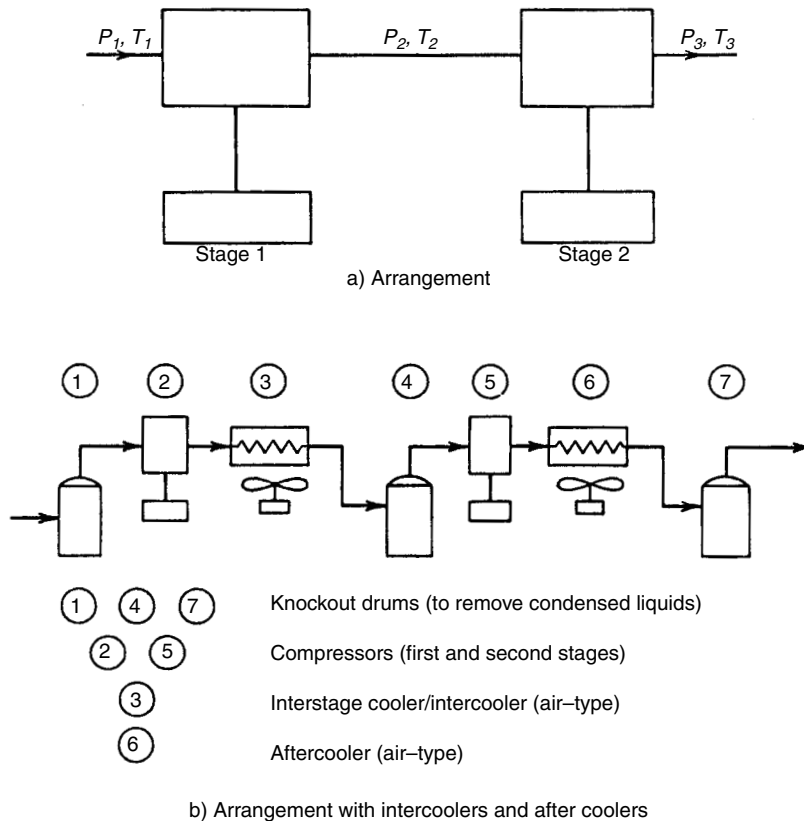 P1, T1 P2, T2 P3, T3
Stage 1 Stage 2
a) Arrangement
1 2 3 4 5 6 7
1 4 7 Knockout drums (to remove condensed liquids)
2 5 Compressors (first and second stages)
3 Interstage cooler/intercooler (air–type)
6 Aftercooler (air–type)
b) Arrangement with intercoolers and after coolers